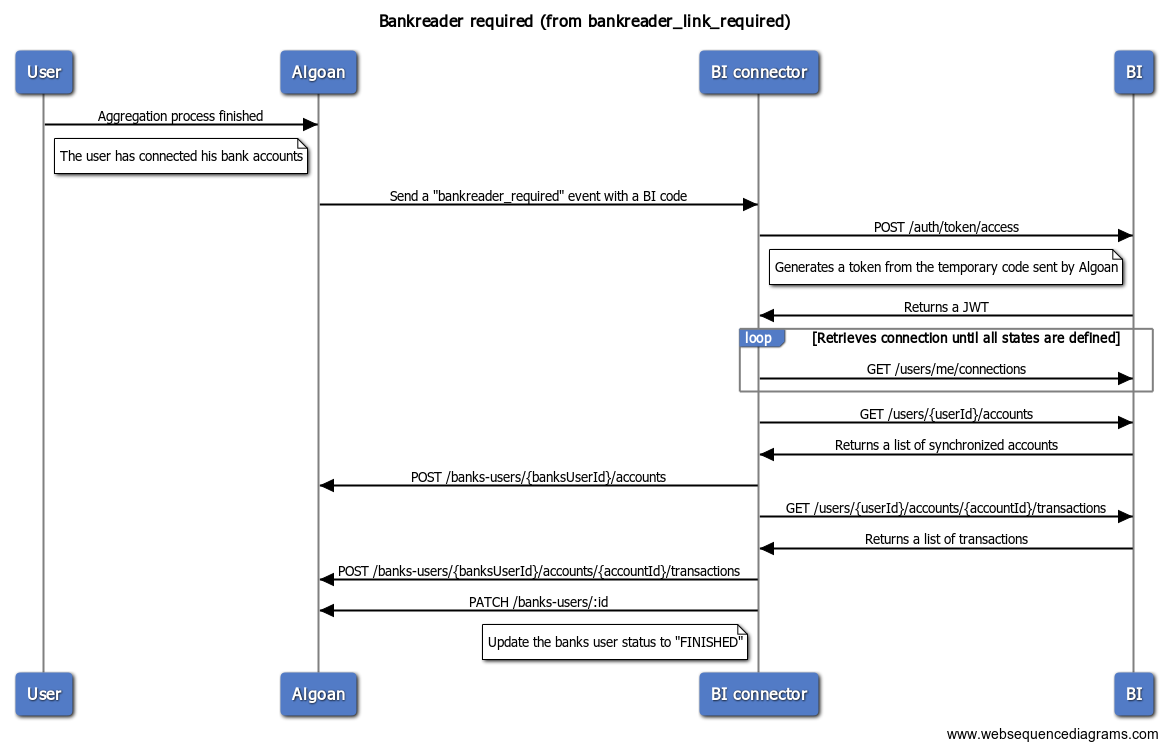 Bankreader required (from bankreader_link_required)
User
Algoan
BI connector
BI
Aggregation process finished
The user has connected his bank accounts
Send a "bankreader_required" event with a BI code
POST /auth/token/access
Generates a token from the temporary code sent by Algoan
Returns a JWT
loop
[Retrieves connection until all states are defined]
GET /users/me/connections
GET /users/{userId}/accounts
Returns a list of synchronized accounts
POST /banks-users/{banksUserId}/accounts
GET /users/{userId}/accounts/{accountId}/transactions
Returns a list of transactions
POST /banks-users/{banksUserId}/accounts/{accountId}/transactions
PATCH /banks-users/:id
Update the banks user status to "FINISHED"
User
Algoan
BI connector
BI
www.websequencediagrams.com